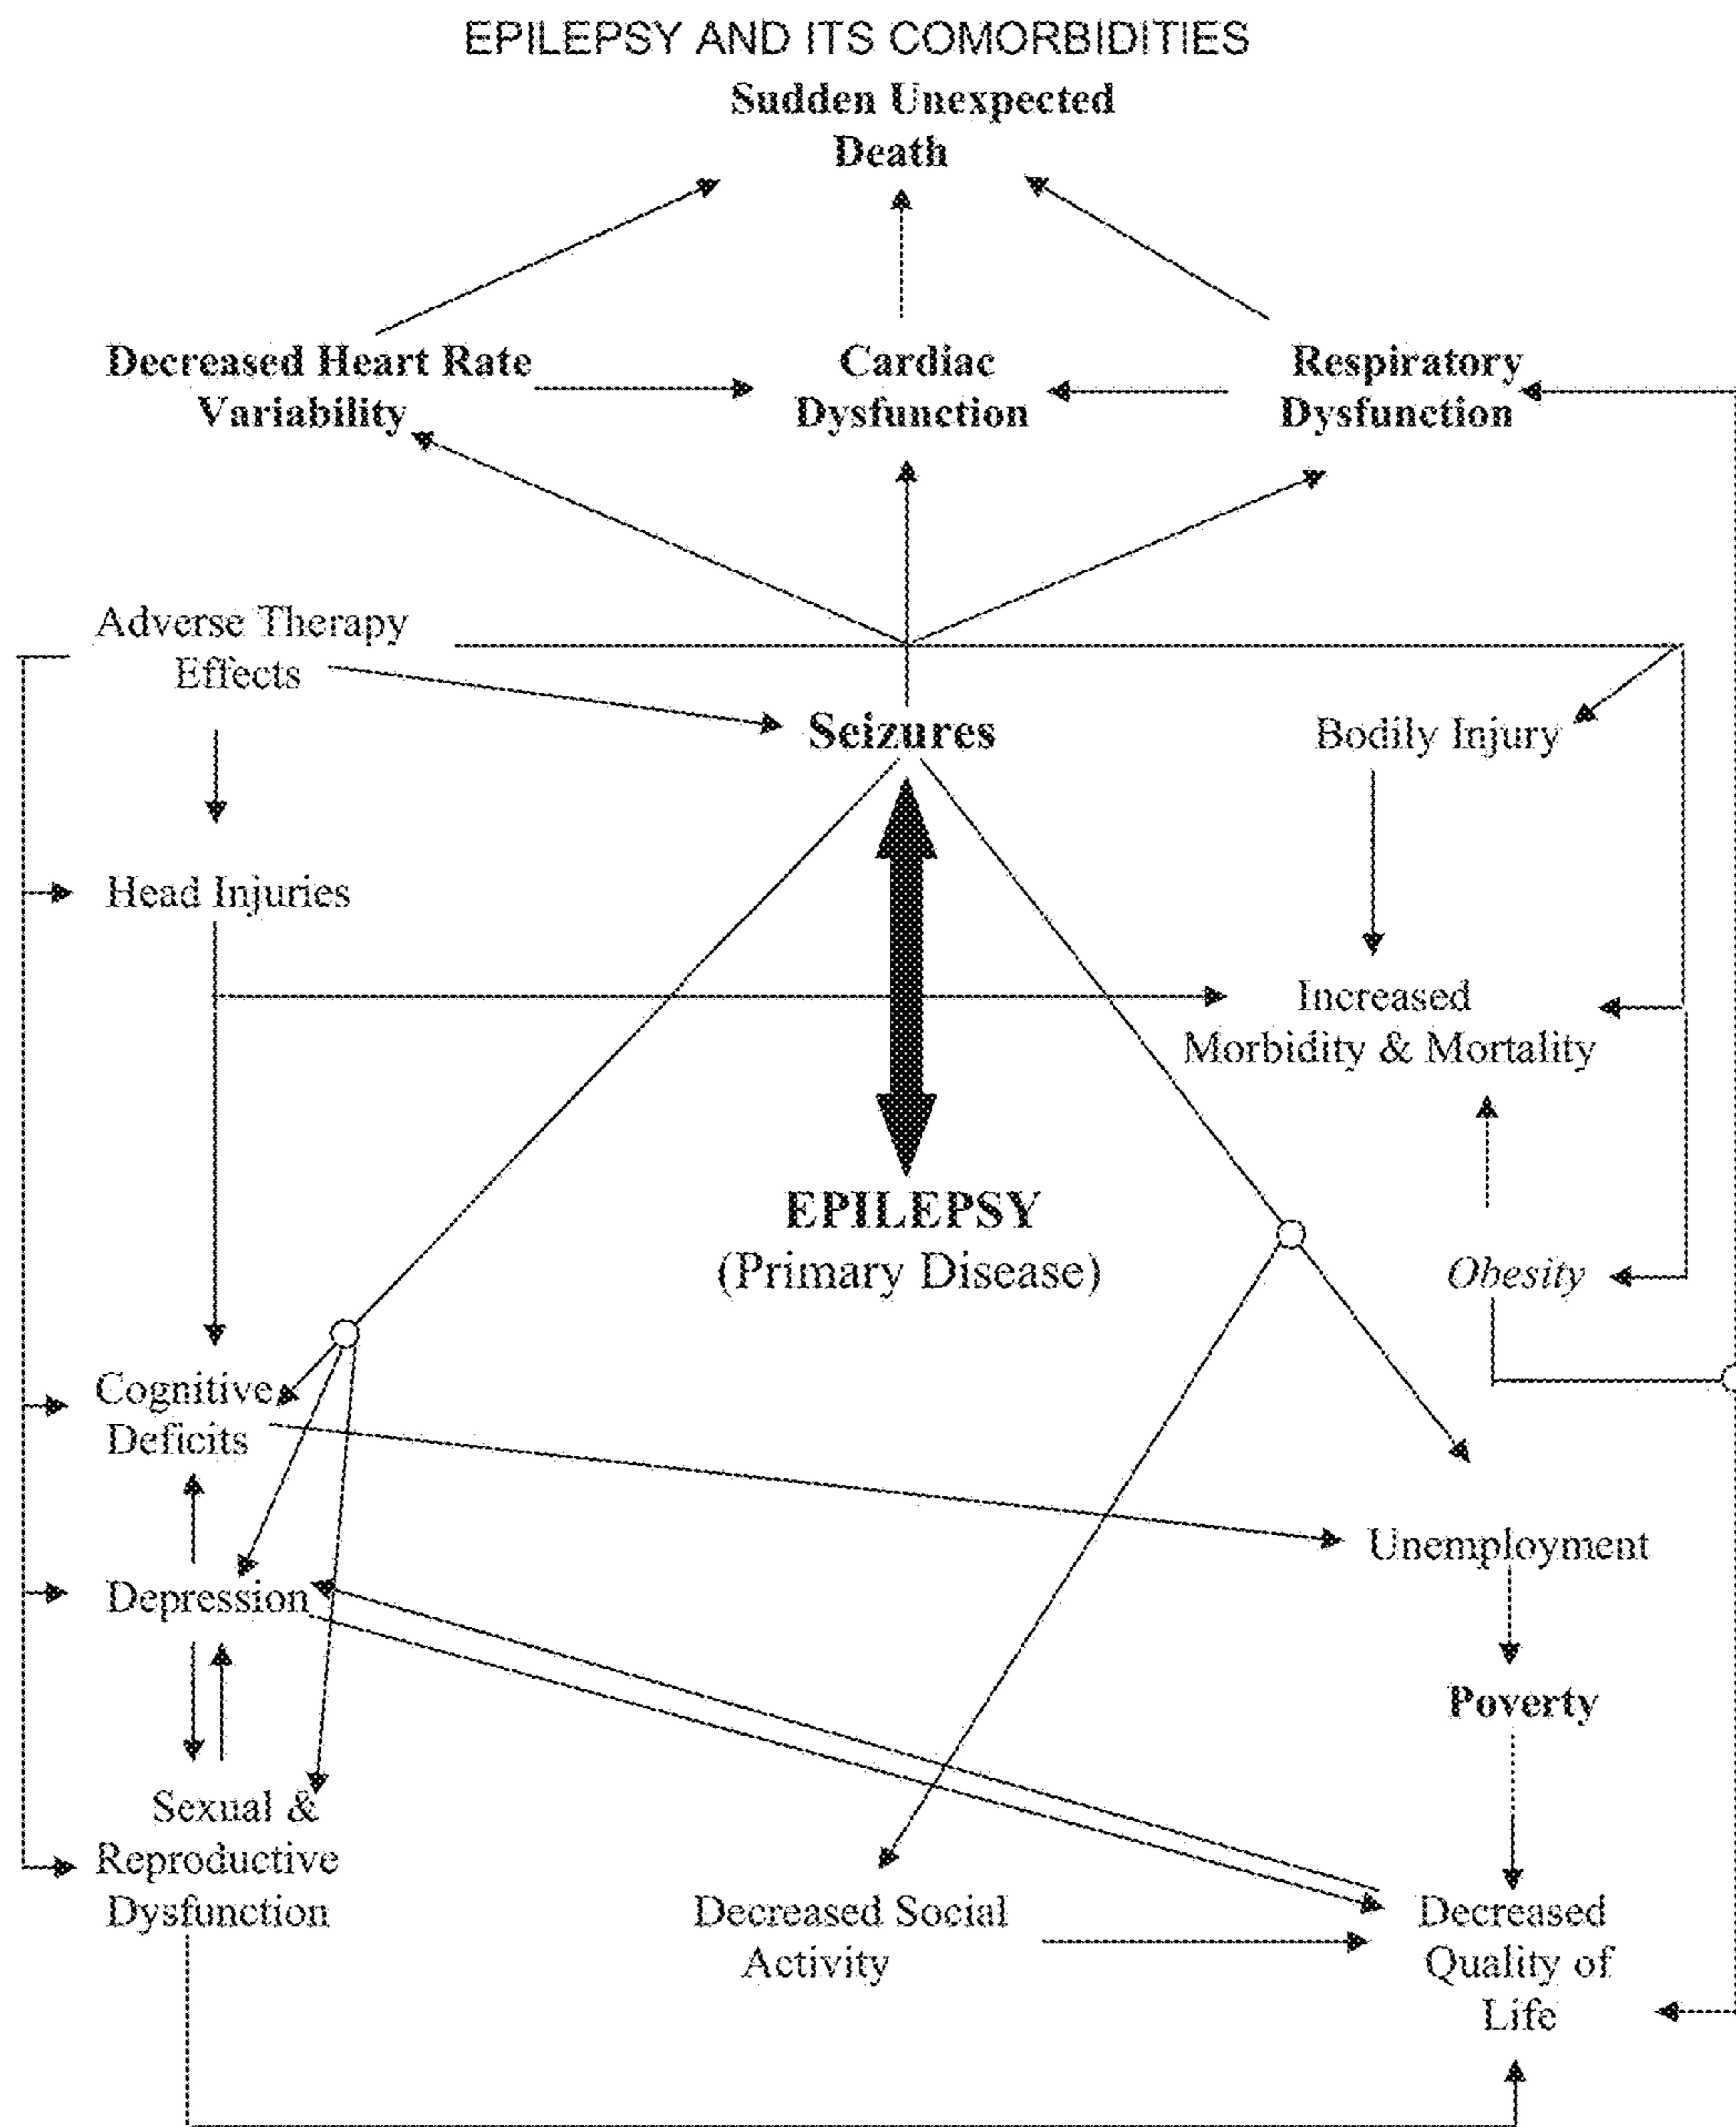 EPILEPSY AND ITS COMORBIDITIES
Sudden Unexpected
Death
Decreased Heart Rate
Variability
Cardiac
Dysfunction
Respiratory
Dysfunction
Adverse Therapy
Effects
Seizures
Bodily Injury
Head Injuries
Increased
Morbidity & Mortality
EPILEPSY
(Primary Disease)
Obesity
Cognitive
Deficits
Unemployment
Depression
Poverty
Sexual &
Reproductive
Dysfunction
Decreased Social
Activity
Decreased
Quality of
Life